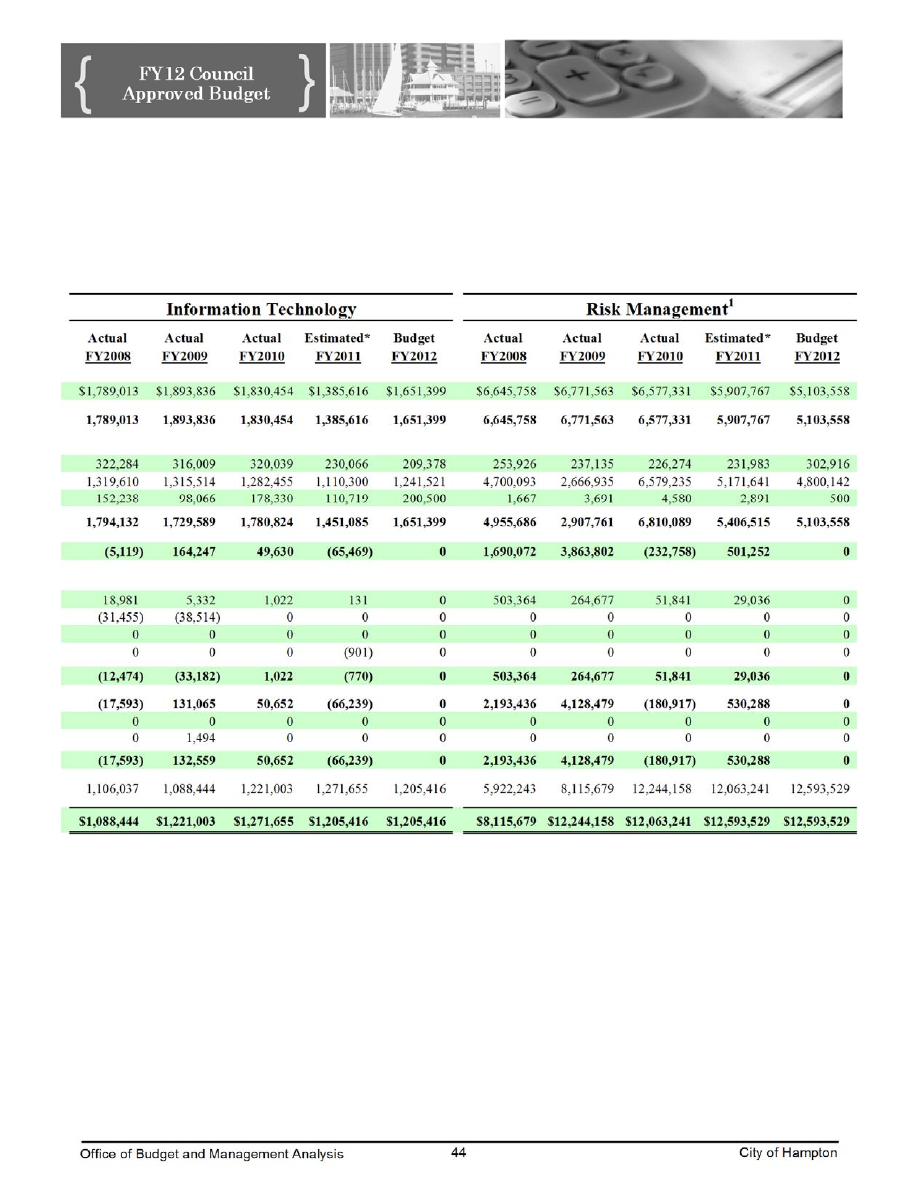 FY12 Council
Approved Budget
Information Technology Risk Management1
Actual Actual Actual Estimated* Budget Actual Actual Actual Estimated* Budget
FY2008 FY2009 FY2010 FY2011 FY2012 FY2008 FY2009 FY2010 FY2011 FY2012
$1,789,013 $1,893,836 $1,830,454 $1,385,616 $1,651,399 $6,645,758 $6,771,563 $6,577,331 $5,907,767 $5,103,558
1,789,013 1,893,836 1,830,454 1,385,616 1,651,399 6,645,758 6,771,563 6,577,331 5,907,767 5,103,558
322,284 316,009 320,039 230,066 209,378 253,926 237,135 226,274 231,983 302,916
1,319,610 1,315,514 1,282,455 1,110,300 1,241,521 4,700,093 2,666,935 6,579,235 5,171,641 4,800,142
152,238 98,066 178,330 110,719 200,500 1,667 3,691 4,580 2,891 500
1,794,132 1,729,589 1,780,824 1,451,085 1,651,399 4,955,686 2,907,761 6,810,089 5,406,515 5,103,558
(5,119) 164,247 49,630 (65,469) 0 1,690,072 3,863,802 (232,758) 501,252 0
18,981 5,332 1,022 131 0 503,364 264,677 51,841 29,036 0
(31,455) (38,514) 0 0 0 0 0 0 0 0
0 0 0 0 0 0 0 0 0 0
0 0 0 (901) 0 0 0 0 0 0
(12,474) (33,182) 1,022 (770) 0 503,364 264,677 51,841 29,036 0
(17,593) 131,065 50,652 (66,239) 0 2,193,436 4,128,479 (180,917) 530,288 0
0 0 0 0 0 0 0 0 0 0
0 1,494 0 0 0 0 0 0 0 0
(17,593) 132,559 50,652 (66,239) 0 2,193,436 4,128,479 (180,917) 530,288 0
1,106,037 1,088,444 1,221,003 1,271,655 1,205,416 5,922,243 8,115,679 12,244,158 12,063,241 12,593,529
$1,088,444 $1,221,003 $1,271,655 $1,205,416 $1,205,416 $8,115,679 $12,244,158 $12,063,241 $12,593,529 $12,593,529
Office of Budget and Management Analysis 44 City of Hampton